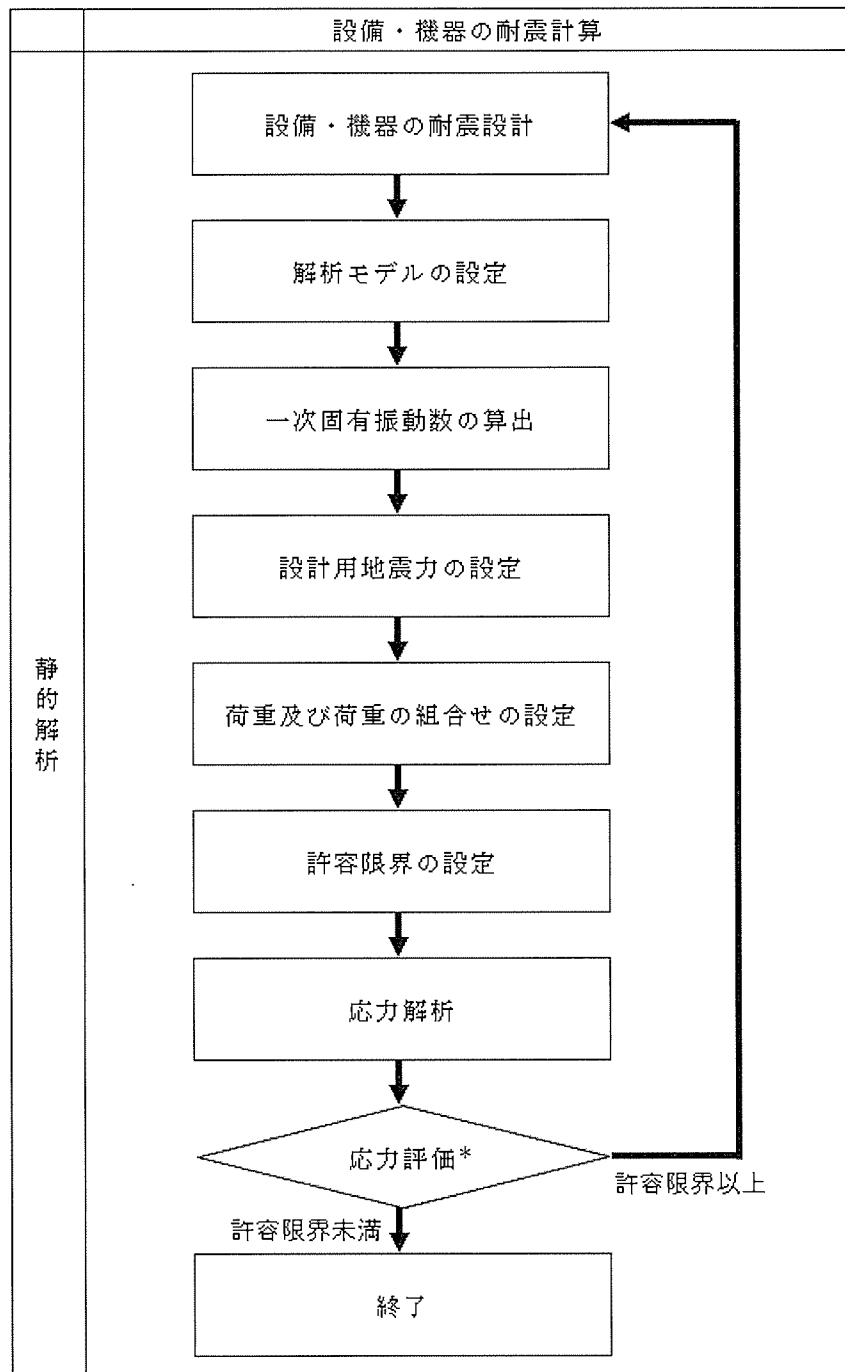 設備・機器の耐震計算
設備・機器の耐震設計
解析モデルの設定
一次固有振動数の算出
設計用地震力の設定
静的解析
荷重及び荷重の組合せの設定
許容限界の設定
応力解析
応力評価*
許容限界以上
許容限界未満
終了